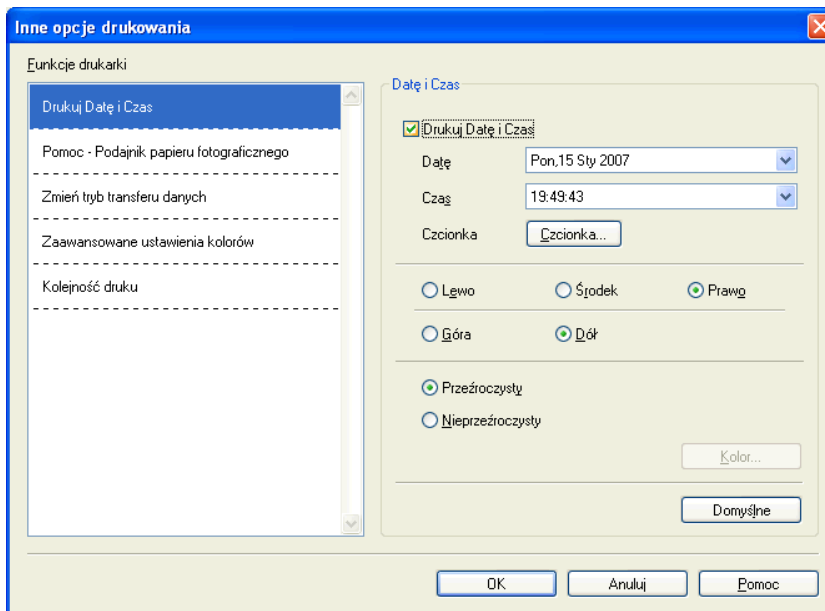 Inne opcje drukowania
Funkcje drukarki
Drukuj Datę i Czas
Pomoc - Podajnik papieru fotograficznego
Zmień tryb transferu danych
Zaawansowane ustawienia kolorów
Kolejność druku
Datę i Czas
Drukuj Datę i Czas
Datę Pon,15 Sty 2007
Czas 19:49:43
Czcionka Czcionka...
Lewo Środek Prawo
Góra Dół
Przeźroczysty
Nieprzeźroczysty
Kolor...
Domyślne
OK Anuluj Pomoc